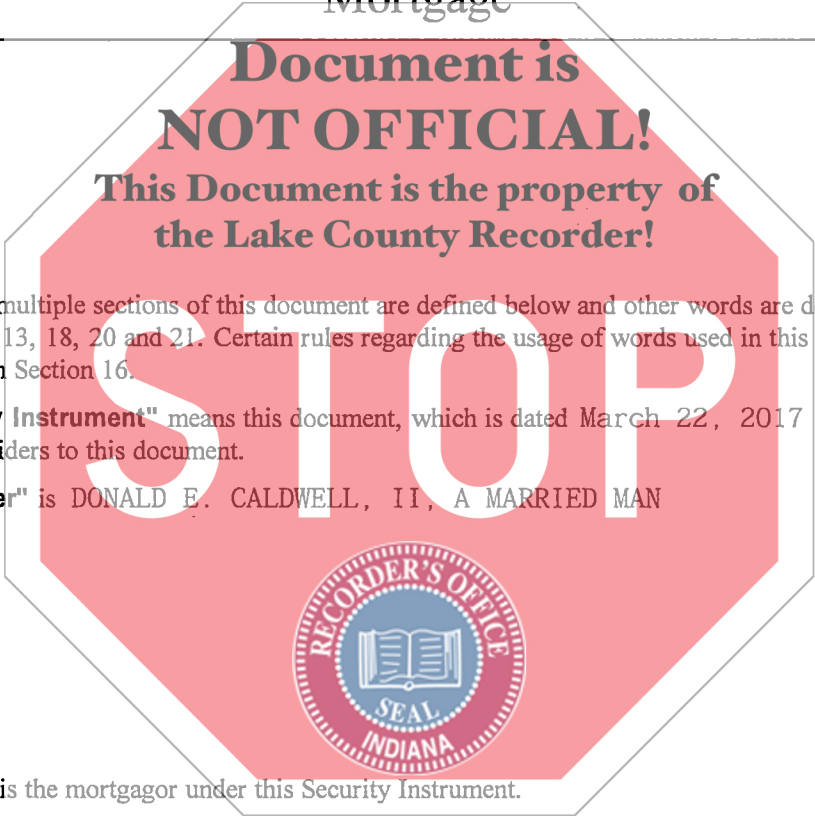 Mortgage
Document is
NOT OFFICIAL!
This Document is the property of
the Lake County Recorder!
multiple sections of this document are defined below and other words are d
13, 18, 20 and 21. Certain rules regarding the usage of words used in this
Section 16.
Instrument" means this document, which is dated March 22, 2017
iders to this document.
er" is DONALD E. CALDWELL, II, A MARRIED MAN
STOP
RECORDER'S OFFICE
SEAL
INDIANA
is the mortgagor under this Security Instrument.